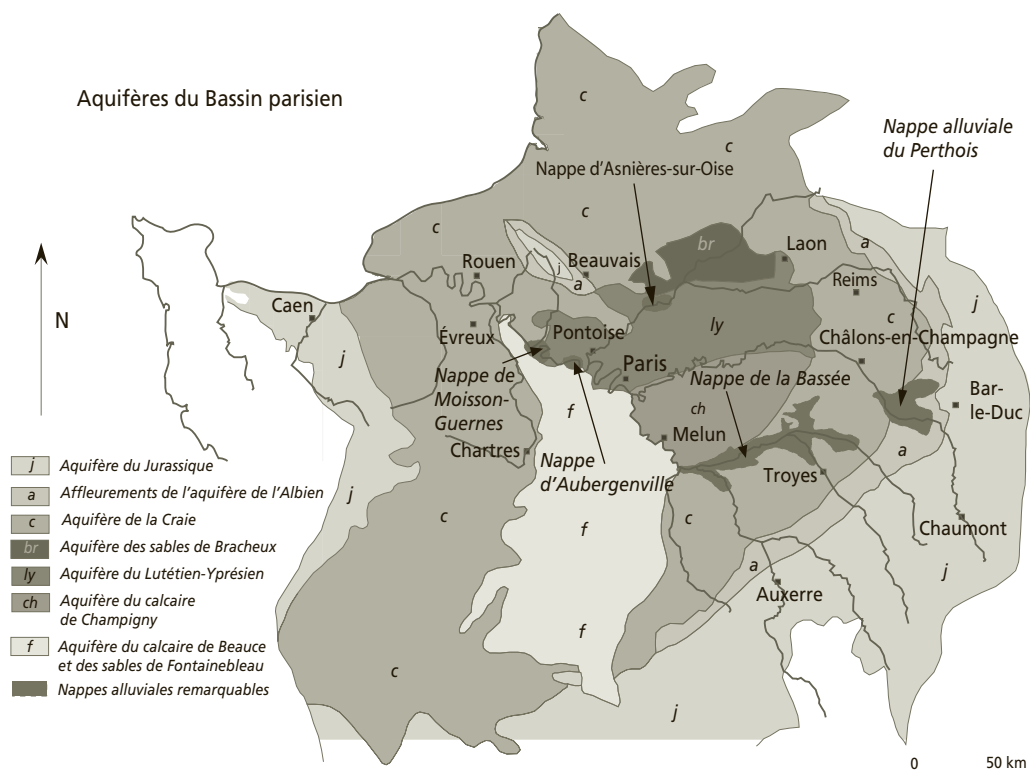 Aquifères du Bassin parisien
c
c
Nappe alluviale
du Perthois
Nappe d'Asnières-sur-Oise
c
c
br
a
Laon
Rouen
j
Beauvais
a
Reims
j
Caen
N
Évreux
Pontoise
ly
c
Châlons-en-Champagne
j
Paris
Nappe de
Moisson-
Guernes
Nappe de la Bassée
Bar-
le-Duc
f
ch
Chartres
Melun
a
Nappe
d'Aubergenville
Troyes
j
c
f
c
Chaumont
a
j
Auxerre
f
c
j
j Aquifère du Jurassique
a Affleurements de l'aquifère de l'Albien
c Aquifère de la Craie
br Aquifère des sables de Bracheux
ly Aquifère du Lutétien-Yprésien
ch Aquifère du calcaire
de Champigny
f Aquifère du calcaire de Beauce
et des sables de Fontainebleau
Nappes alluviales remarquables
0 50 km